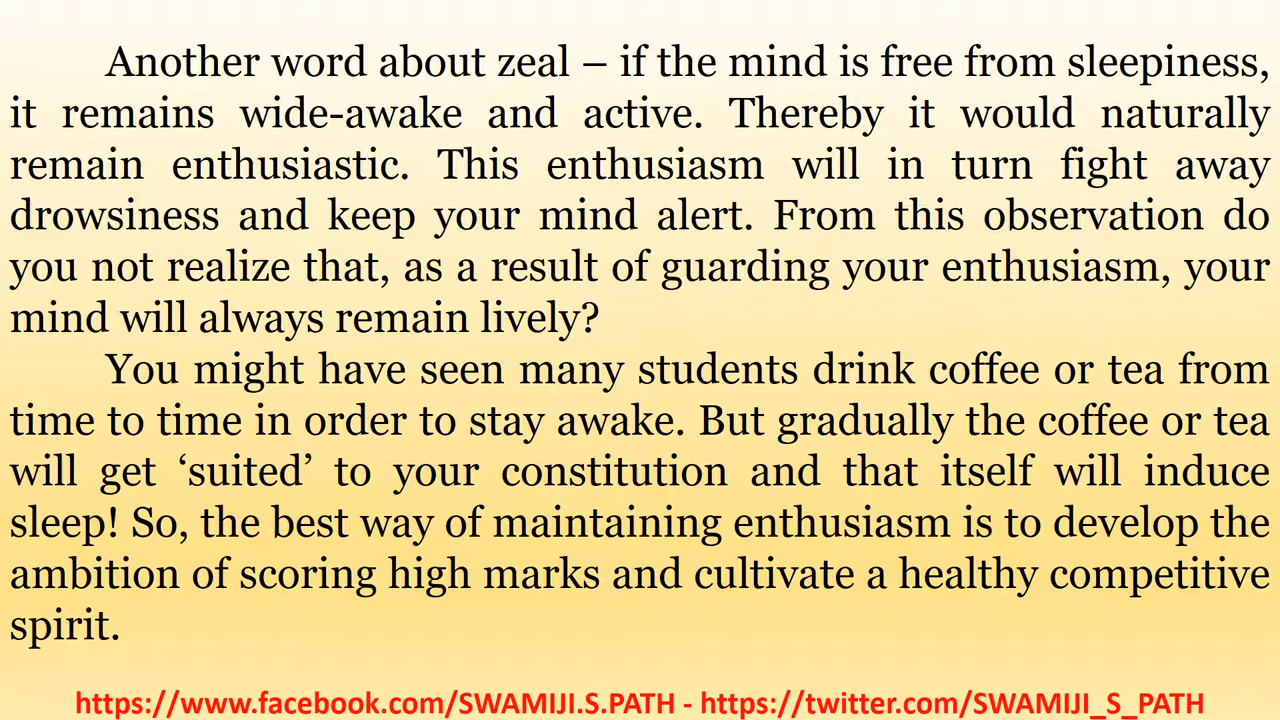 Another word about zeal – if the mind is free from sleepiness,
it remains wide-awake and active. Thereby it would naturally
remain enthusiastic. This enthusiasm will in turn fight away
drowsiness and keep your mind alert. From this observation do
you not realize that, as a result of guarding your enthusiasm, your
mind will always remain lively?
You might have seen many students drink coffee or tea from
time to time in order to stay awake. But gradually the coffee or tea
will get ‘suited’ to your constitution and that itself will induce
sleep! So, the best way of maintaining enthusiasm is to develop the
ambition of scoring high marks and cultivate a healthy competitive
spirit.
https://www.facebook.com/SWAMIJI.S.PATH - https://twitter.com/SWAMIJI_S_PATH